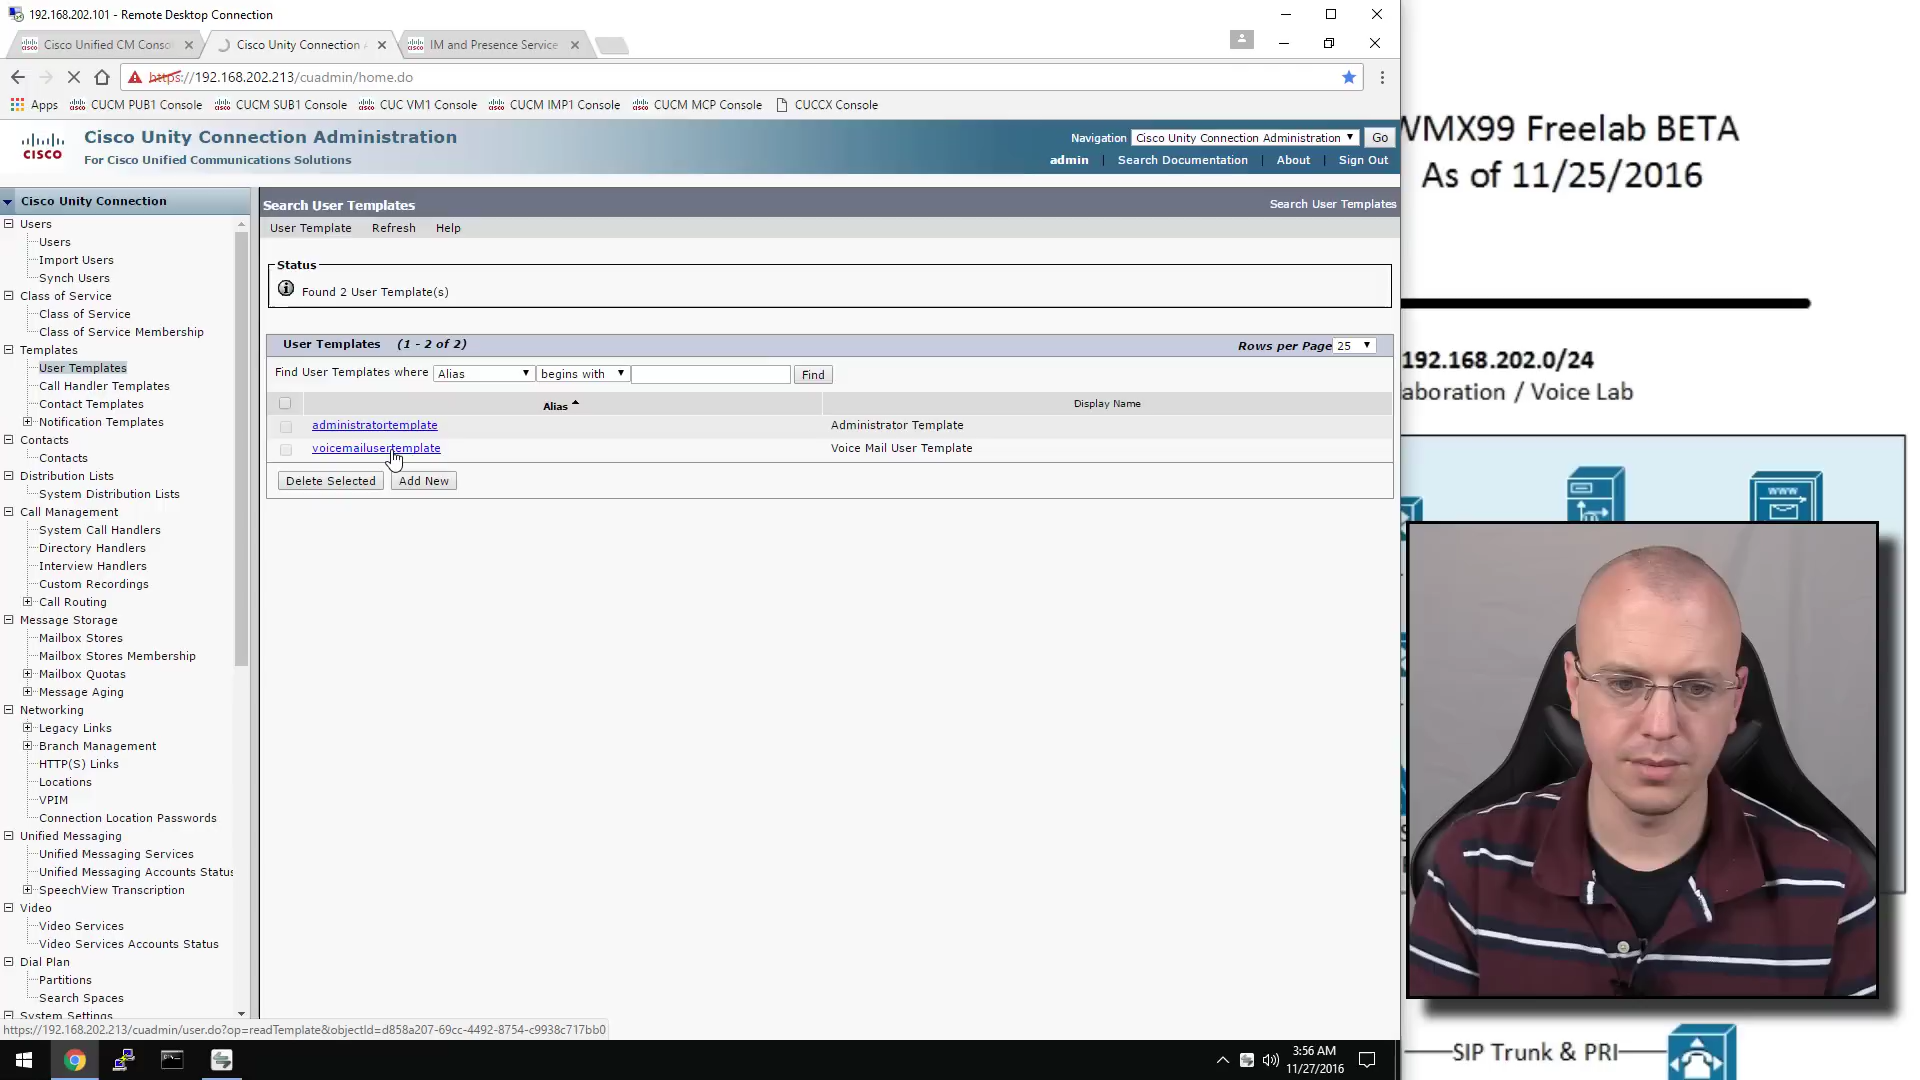 192.168.202.101 - Remote Desktop Connection
Cisco Unified CM Conso
Cisco Unity Connection
IM and Presence Service
https://192.168.202.213/cuadmin/home.do
Apps
CUCM PUB1 Console
CUCM SUB1 Console
CUC VM1 Console
CUCM IMP1 Console
CUCM MCP Console
CUCCX Console
CISCO
Cisco Unity Connection Administration
For Cisco Unified Communications Solutions
Navigation
Cisco Unity Connection Administration
Go
admin
Search Documentation
About
Sign Out
Cisco Unity Connection
Users
Users
Import Users
Synch Users
Class of Service
Class of Service
Class of Service Membership
Templates
User Templates
Call Handler Templates
Contact Templates
Notification Templates
Contacts
Contacts
Distribution Lists
System Distribution Lists
Call Management
System Call Handlers
Directory Handlers
Interview Handlers
Custom Recordings
Call Routing
Message Storage
Mailbox Stores
Mailbox Stores Membership
Mailbox Quotas
Message Aging
Networking
Legacy Links
Branch Management
HTTP(S) Links
Locations
VPIM
Connection Location Passwords
Unified Messaging
Unified Messaging Services
Unified Messaging Accounts Status
SpeechView Transcription
Video
Video Services
Video Services Accounts Status
Dial Plan
Partitions
Search Spaces
System Settings
Search User Templates
Search User Templates
User Template
Refresh
Help
Status
Found 2 User Template(s)
User Templates (1 - 2 of 2)
Rows per Page 25
Find User Templates where
Alias
begins with
Find
Alias
Display Name
administratortemplate
Administrator Template
voicemailusertemplate
Voice Mail User Template
Delete Selected
Add New
https://192.168.202.213/cuadmin/user.do?op=readTemplate&objectId=d858a207-69cc-4492-8754-c9938c717bb0
3:56 AM
11/27/2016
WMX99 Freelab BETA
As of 11/25/2016
192.168.202.0/24
aboration / Voice Lab
www
SIP Trunk & PRI